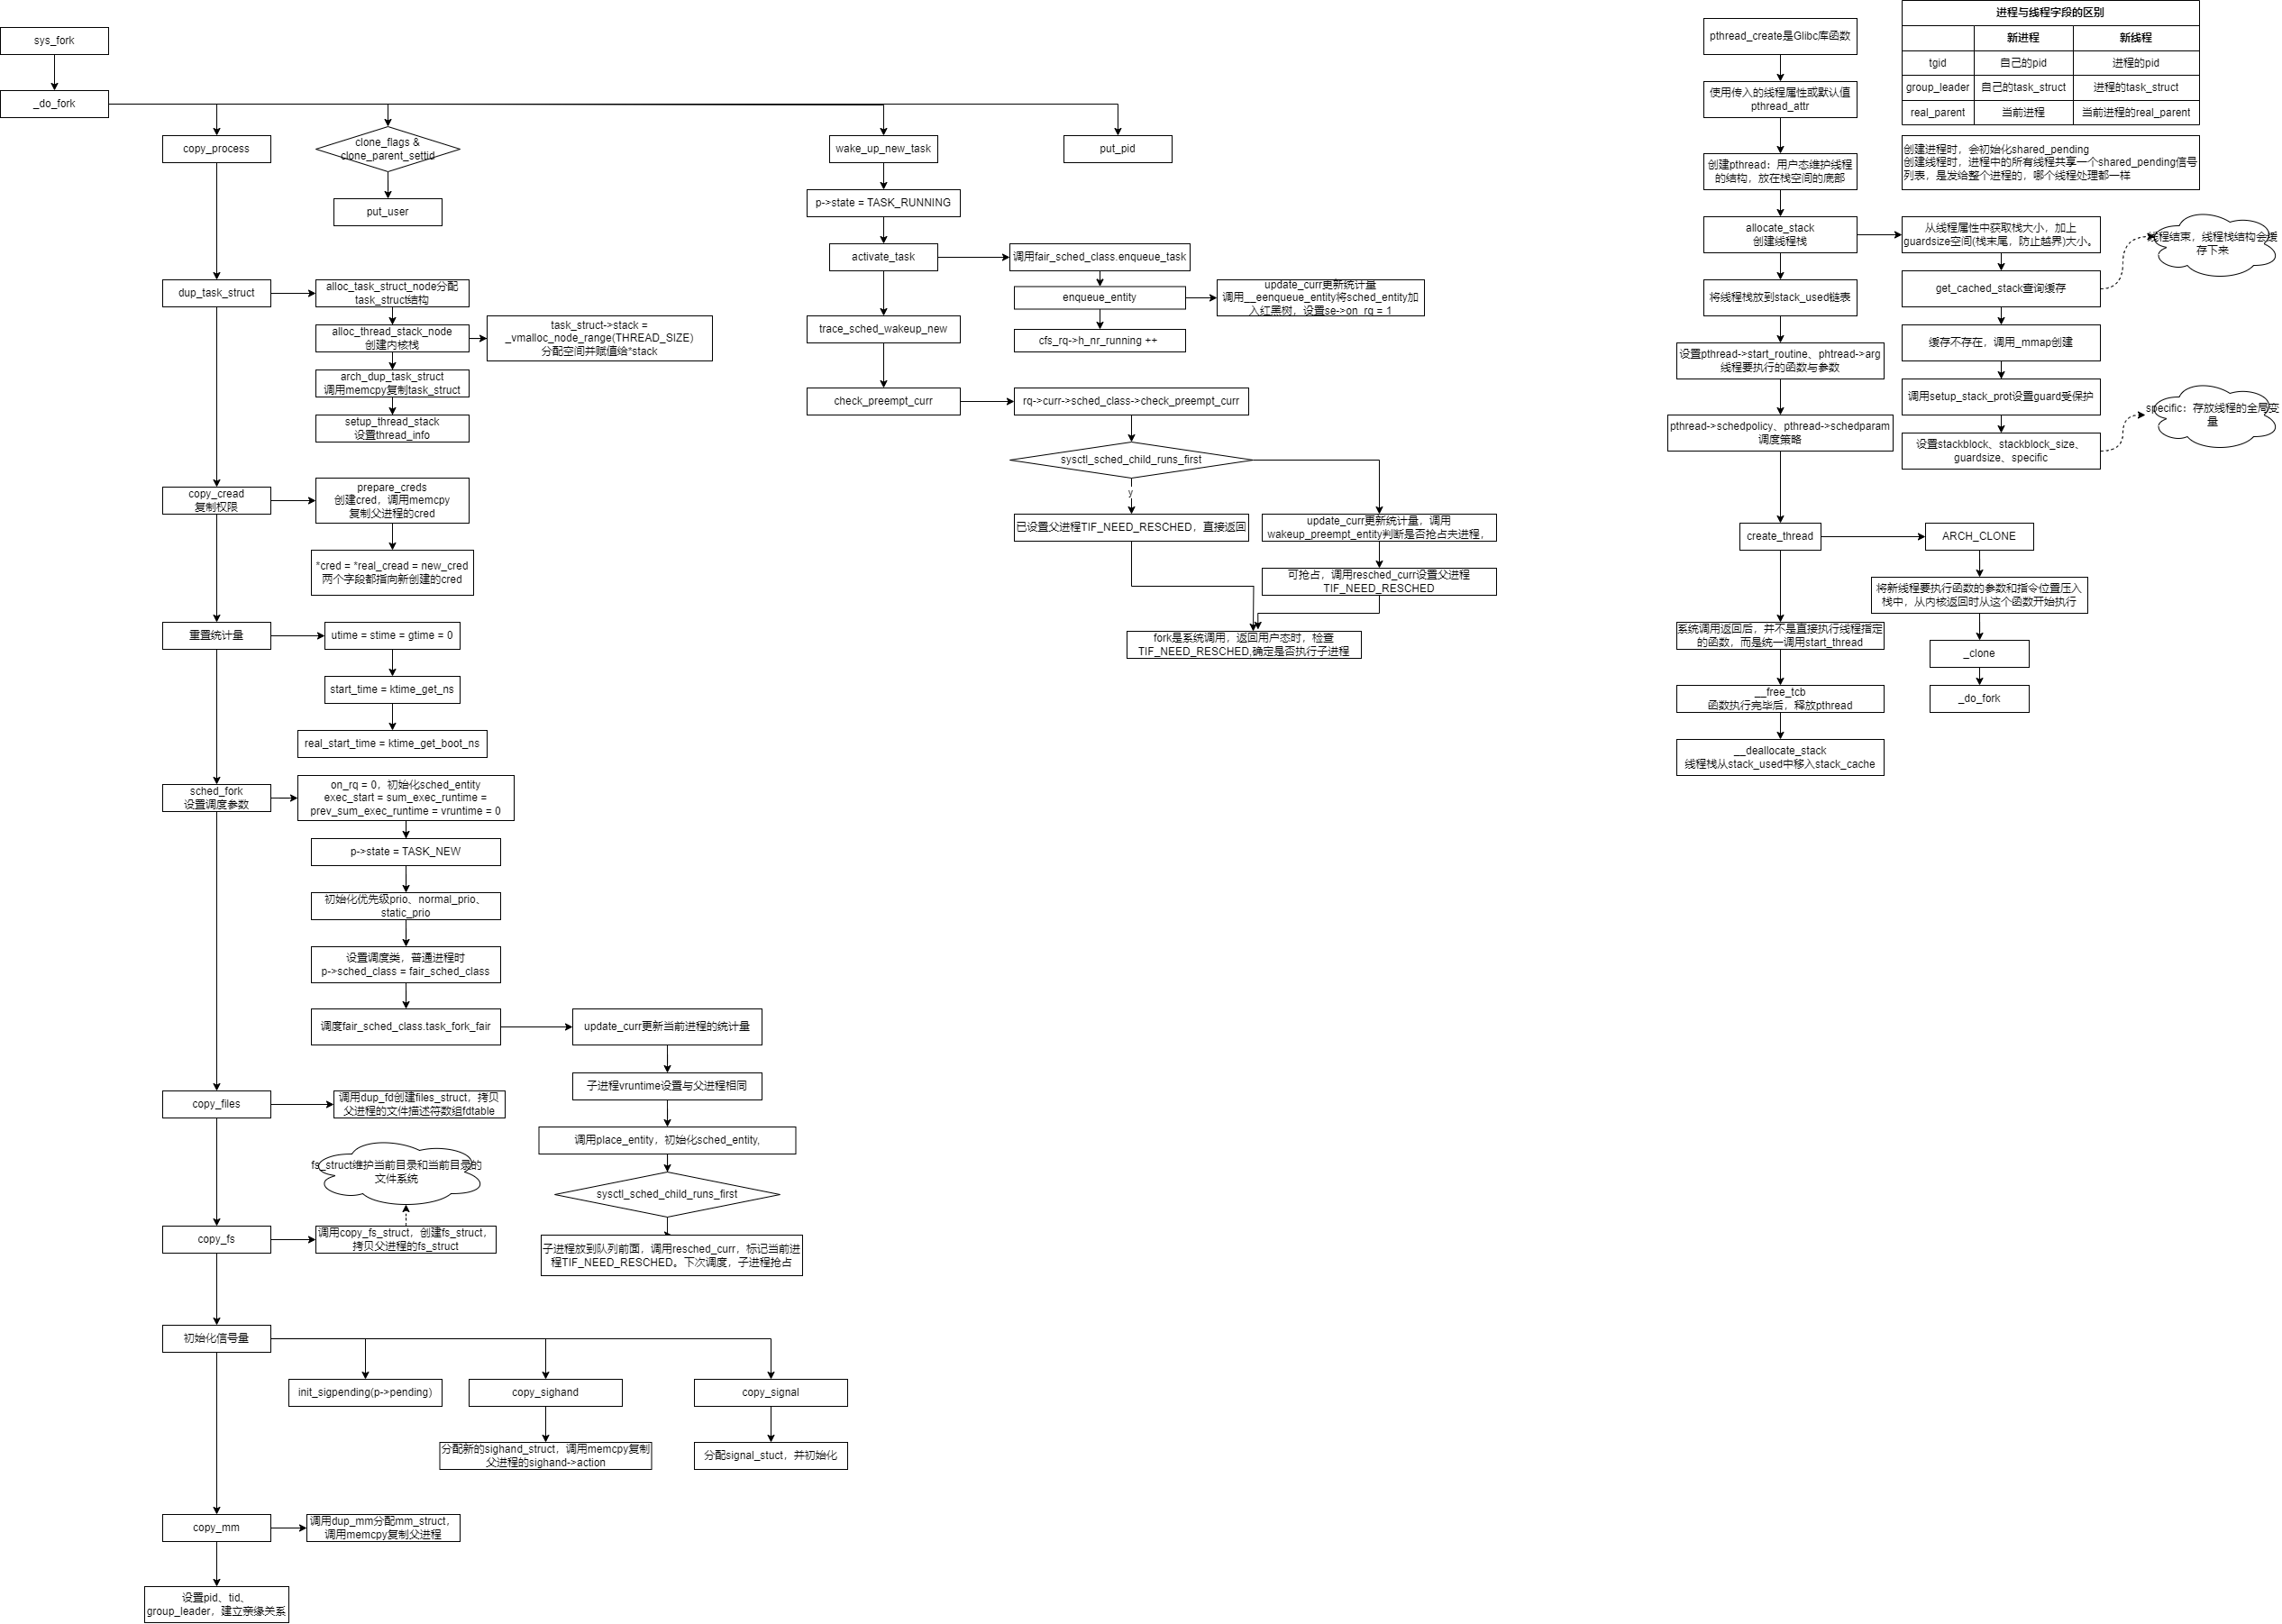 sys_fork
_do_fork
copy_process
clone_flags &
clone_parent_settid
put_user
wake_up_new_task
put_pid
p->state = TASK_RUNNING
activate_task
调用fair_sched_class.enqueue_task
enqueue_entity
update_curr更新统计量
调用__eenqueue_entity将sched_entity加
入红黑树，设置se->on_rq = 1
cfs_rq->h_nr_running ++
trace_sched_wakeup_new
check_preempt_curr
rq->curr->sched_class->check_preempt_curr
sysctl_sched_child_runs_first
y
已设置父进程TIF_NEED_RESCHED，直接返回
update_curr更新统计量，调用
wakeup_preempt_entity判断是否抢占夫进程，
可抢占，调用resched_curr设置父进程
TIF_NEED_RESCHED
fork是系统调用，返回用户态时，检查
TIF_NEED_RESCHED,确定是否执行子进程
dup_task_struct
alloc_task_struct_node分配
task_struct结构
alloc_thread_stack_node
创建内核栈
task_struct->stack =
_vmalloc_node_range(THREAD_SIZE)
分配空间并赋值给*stack
arch_dup_task_struct
调用memcpy复制task_struct
setup_thread_stack
设置thread_info
copy_cread
复制权限
prepare_creds
创建cred，调用memcpy
复制父进程的cred
*cred = *real_cread = new_cred
两个字段都指向新创建的cred
重置统计量
utime = stime = gtime = 0
start_time = ktime_get_ns
real_start_time = ktime_get_boot_ns
sched_fork
设置调度参数
on_rq = 0，初始化sched_entity
exec_start = sum_exec_runtime =
prev_sum_exec_runtime = vruntime = 0
p->state = TASK_NEW
初始化优先级prio、normal_prio、
static_prio
设置调度类，普通进程时
p->sched_class = fair_sched_class
调度fair_sched_class.task_fork_fair
update_curr更新当前进程的统计量
子进程vruntime设置与父进程相同
调用place_entity，初始化sched_entity,
sysctl_sched_child_runs_first
子进程放到队列前面，调用resched_curr，标记当前进
程TIF_NEED_RESCHED。下次调度，子进程抢占
copy_files
调用dup_fd创建files_struct，拷贝
父进程的文件描述符数组fdtable
fs_struct维护当前目录和当前目录的
文件系统
copy_fs
调用copy_fs_struct，创建fs_struct，
拷贝父进程的fs_struct
初始化信号量
init_sigpending(p->pending)
copy_sighand
copy_signal
分配新的sighand_struct，调用memcpy复制
父进程的sighand->action
分配signal_stuct，并初始化
copy_mm
调用dup_mm分配mm_struct，
调用memcpy复制父进程
设置pid、tid、
group_leader，建立亲缘关系
pthread_create是Glibc库函数
使用传入的线程属性或默认值
pthread_attr
创建pthread：用户态维护线程
的结构，放在栈空间的底部
allocate_stack
创建线程栈
将线程栈放到stack_used链表
设置pthread->start_routine、phtread->arg
线程要执行的函数与参数
pthread->schedpolicy、pthread->schedparam
调度策略
create_thread
系统调用返回后，并不是直接执行线程指定
的函数，而是统一调用start_thread
__free_tcb
函数执行完毕后，释放pthread
__deallocate_stack
线程栈从stack_used中移入stack_cache
进程与线程字段的区别
新进程 新线程
tgid 自己的pid 进程的pid
group_leader 自己的task_struct 进程的task_struct
real_parent 当前进程 当前进程的real_parent
创建进程时，会初始化shared_pending
创建线程时，进程中的所有线程共享一个shared_pending信号
列表，是发给整个进程的，哪个线程处理都一样
从线程属性中获取栈大小，加上
guardsize空间(栈末尾，防止越界)大小。
get_cached_stack查询缓存
线程结束，线程栈结构会缓
存下来
缓存不存在，调用_mmap创建
调用setup_stack_prot设置guard受保护
设置stackblock、stackblock_size、
guardsize、specific
specific：存放线程的全局变
量
ARCH_CLONE
将新线程要执行函数的参数和指令位置压入
栈中，从内核返回时从这个函数开始执行
_clone
_do_fork